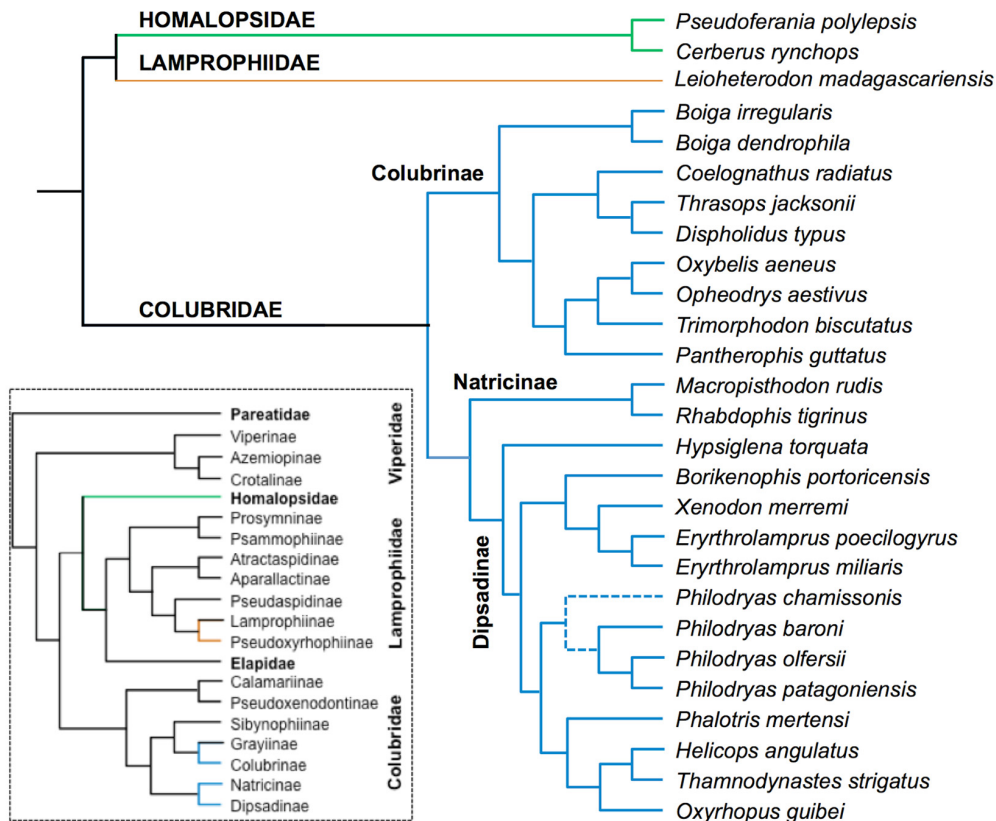 HOMALOPSIDAE
Pseudoferania polylepsis
Cerberus rynchops
LAMPROPHIIDAE
Leioheterodon madagascariensis
Boiga irregularis
Boiga dendrophila
Colubrinae
Coelognathus radiatus
Thrasops jacksonii
Dispholidus typus
Oxybelis aeneus
Opheodrys aestivus
COLUBRIDAE
Trimorphodon biscutatus
Pantherophis guttatus
Natricinae
Macropisthodon rudis
Rhabdophis tigrinus
Hypsiglena torquata
Borikenophis portoricensis
Xenodon merremi
Eryrthrolamprus poecilogyrus
Eryrthrolamprus miliaris
Dipsadinae
Philodryas chamissonis
Philodryas baroni
Philodryas olfersii
Philodryas patagoniensis
Phalotris mertensi
Helicops angulatus
Thamnodynastes strigatus
Oxyrhopus guibei
Pareatidae
Viperinae
Azemiopinae
Crotalinae
Viperidae
Homalopsidae
Prosymninae
Psammophiinae
Atractaspidinae
Aparallactinae
Pseudaspidinae
Lamprophiinae
Pseudoxyrhophiinae
Lamprophiidae
Elapidae
Calamariinae
Pseudoxenodontinae
Sibynophiinae
Grayiinae
Colubrinae
Natricinae
Dipsadinae
Colubridae